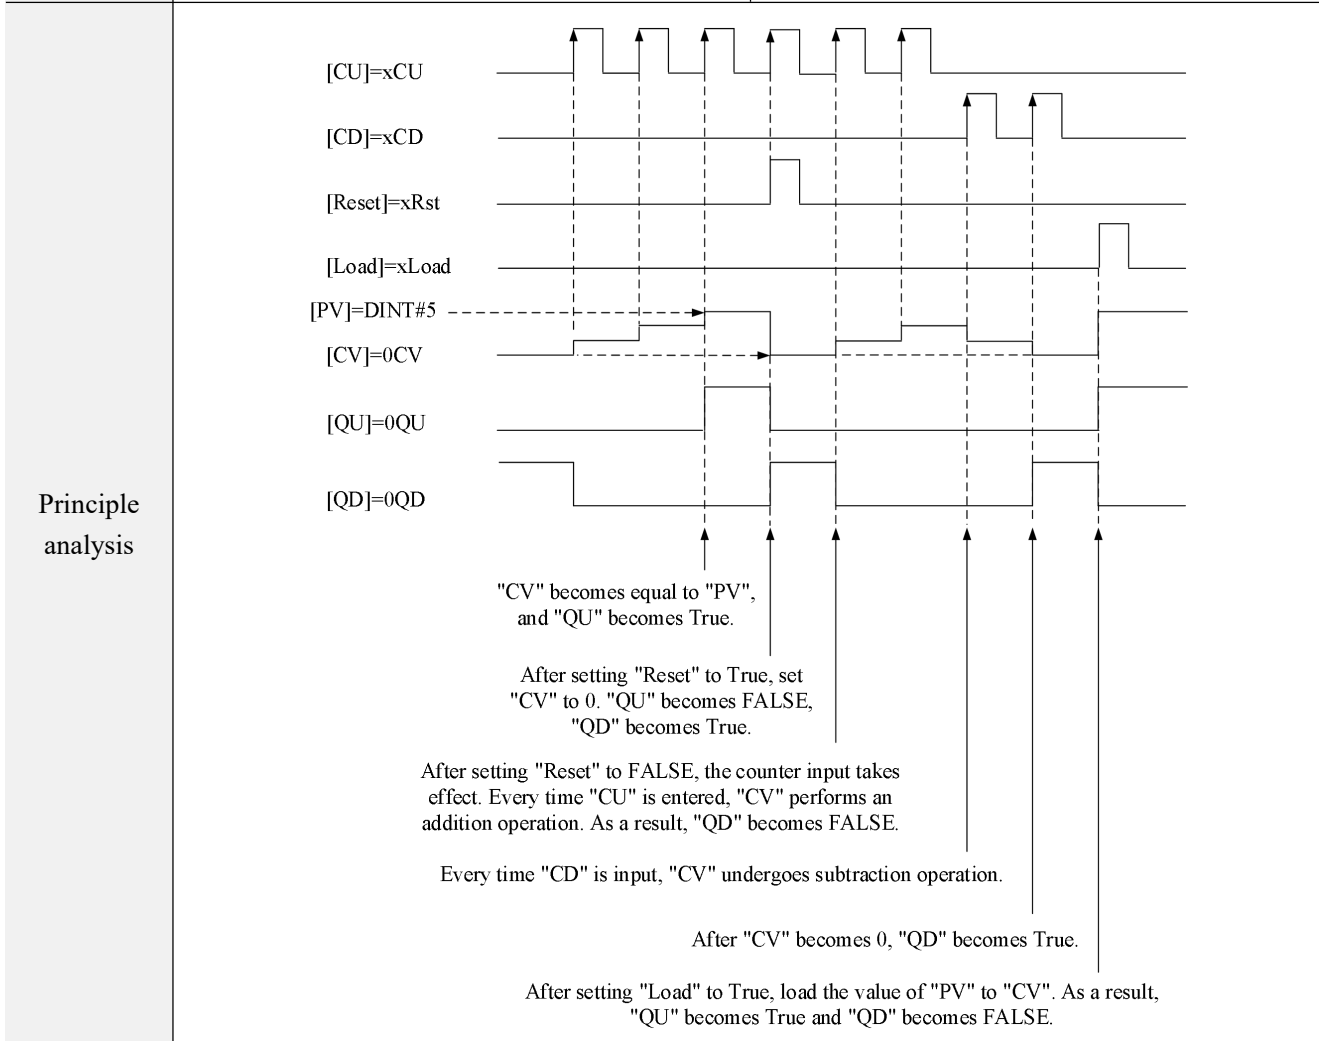 [CU]=xCU
[CD]=xCD
[Reset]=xRst
[Load]=xLoad
[PV]=DINT#5
[CV]=0CV
[QU]=0QU
[QD]=0QD
Principle
analysis
"CV" becomes equal to "PV",
and "QU" becomes True.
After setting "Reset" to True, set
"CV" to 0. "QU" becomes FALSE,
"QD" becomes True.
After setting "Reset" to FALSE, the counter input takes
effect. Every time "CU" is entered, "CV" performs an
addition operation. As a result, "QD" becomes FALSE.
Every time "CD" is input, "CV" undergoes subtraction operation.
After "CV" becomes 0, "QD" becomes True.
After setting "Load" to True, load the value of "PV" to "CV". As a result,
"QU" becomes True and "QD" becomes FALSE.